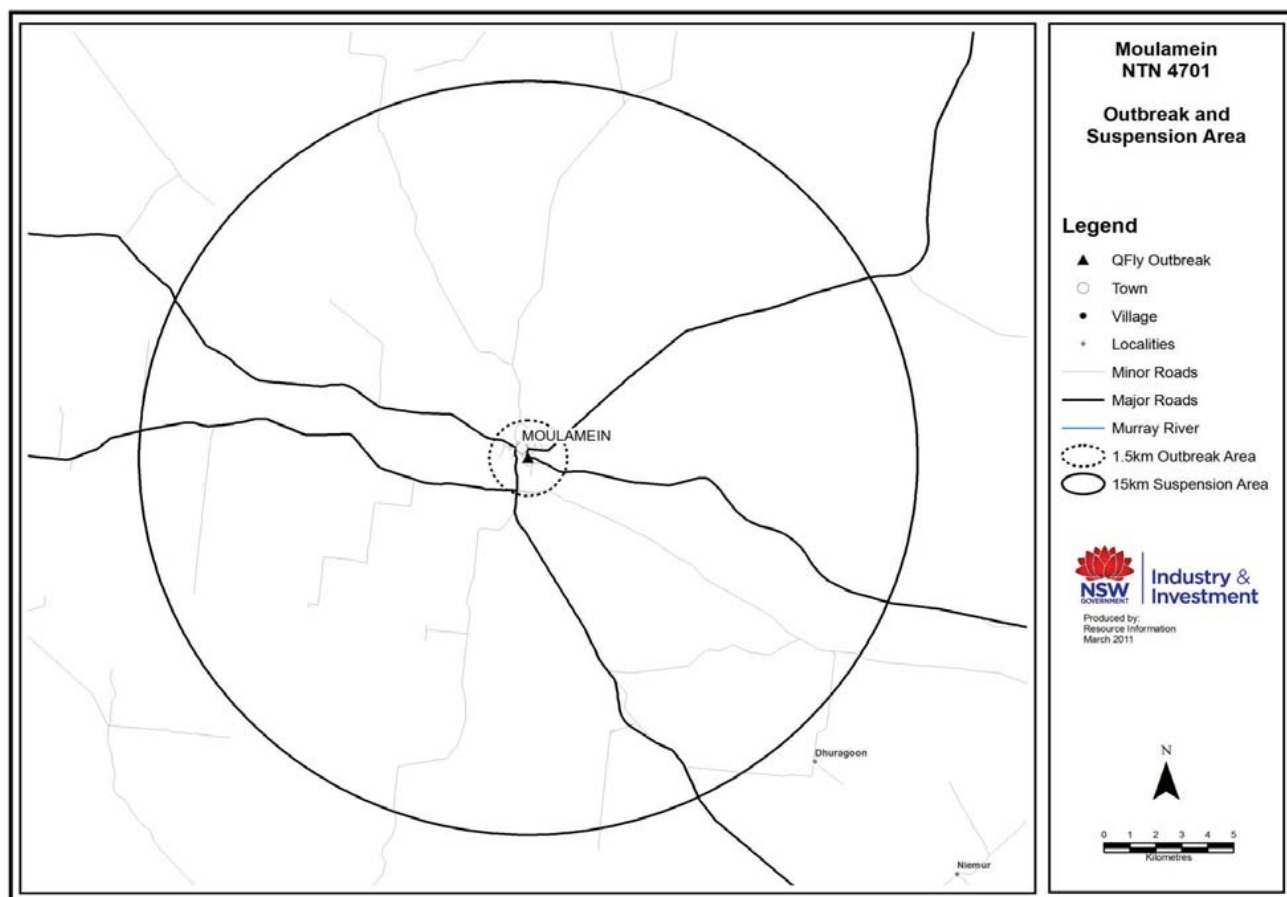 MOULAMEIN
Dhuragoon
Niemur
Moulamein
NTN 4701
Outbreak and
Suspension Area
Legend
QFly Outbreak
Town
Village
Localities
Minor Roads
Major Roads
Murray River
1.5km Outbreak Area
15km Suspension Area
NSW
GOVERNMENT
Industry &
Investment
Produced by:
Resource Information
March 2011
N
0 1 2 3 4 5
Kilometres